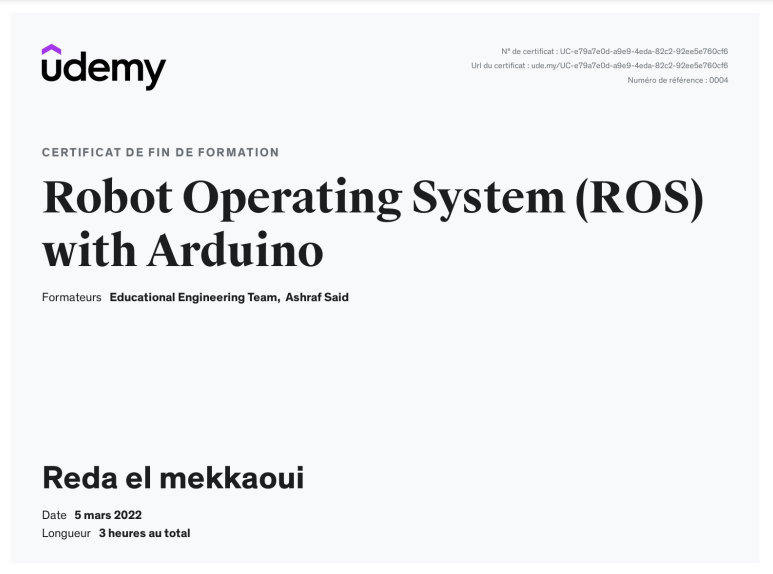 udemy
N° de certificat : UC-e79a7e0d-a9e9-4eda-82c2-92ee5e760cf6
Url du certificat : ude.my/UC-e79a7e0d-a9e9-4eda-82c2-92ee5e760cf6
Numéro de référence : 0004
CERTIFICAT DE FIN DE FORMATION
Robot Operating System (ROS)
with Arduino
Formateurs Educational Engineering Team, Ashraf Said
Reda el mekkaoui
Date 5 mars 2022
Longueur 3 heures au total